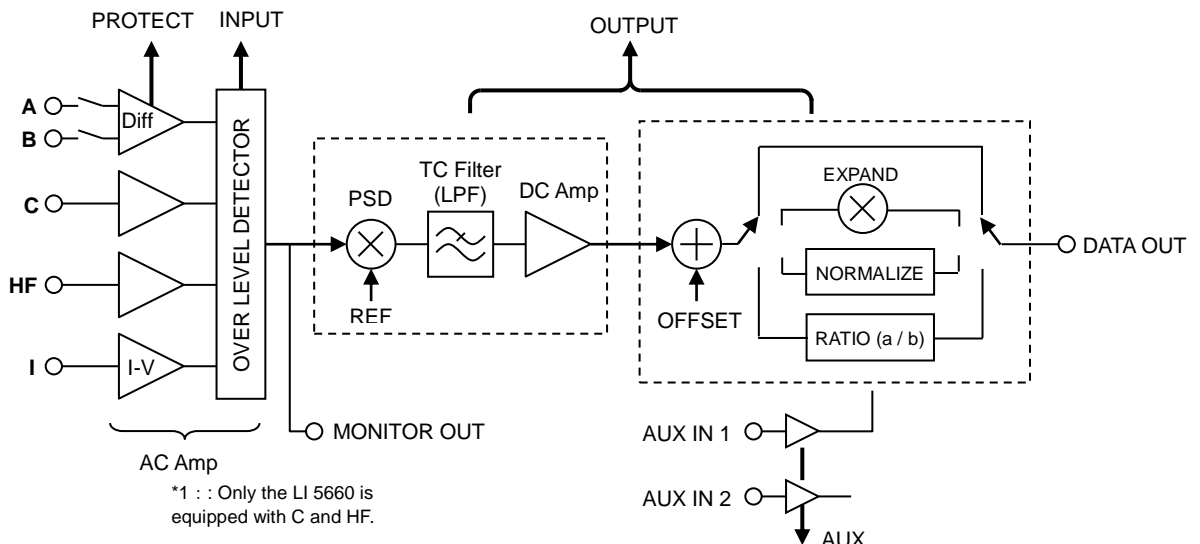 PROTECT
INPUT
OUTPUT
A
B
Diff
C
HF
I
I-V
OVER LEVEL DETECTOR
PSD
REF
TC Filter
(LPF)
DC Amp
OFFSET
EXPAND
NORMALIZE
RATIO (a / b)
DATA OUT
MONITOR OUT
AC Amp
*1 : : Only the LI 5660 is
equipped with C and HF.
AUX IN 1
AUX IN 2
AUX